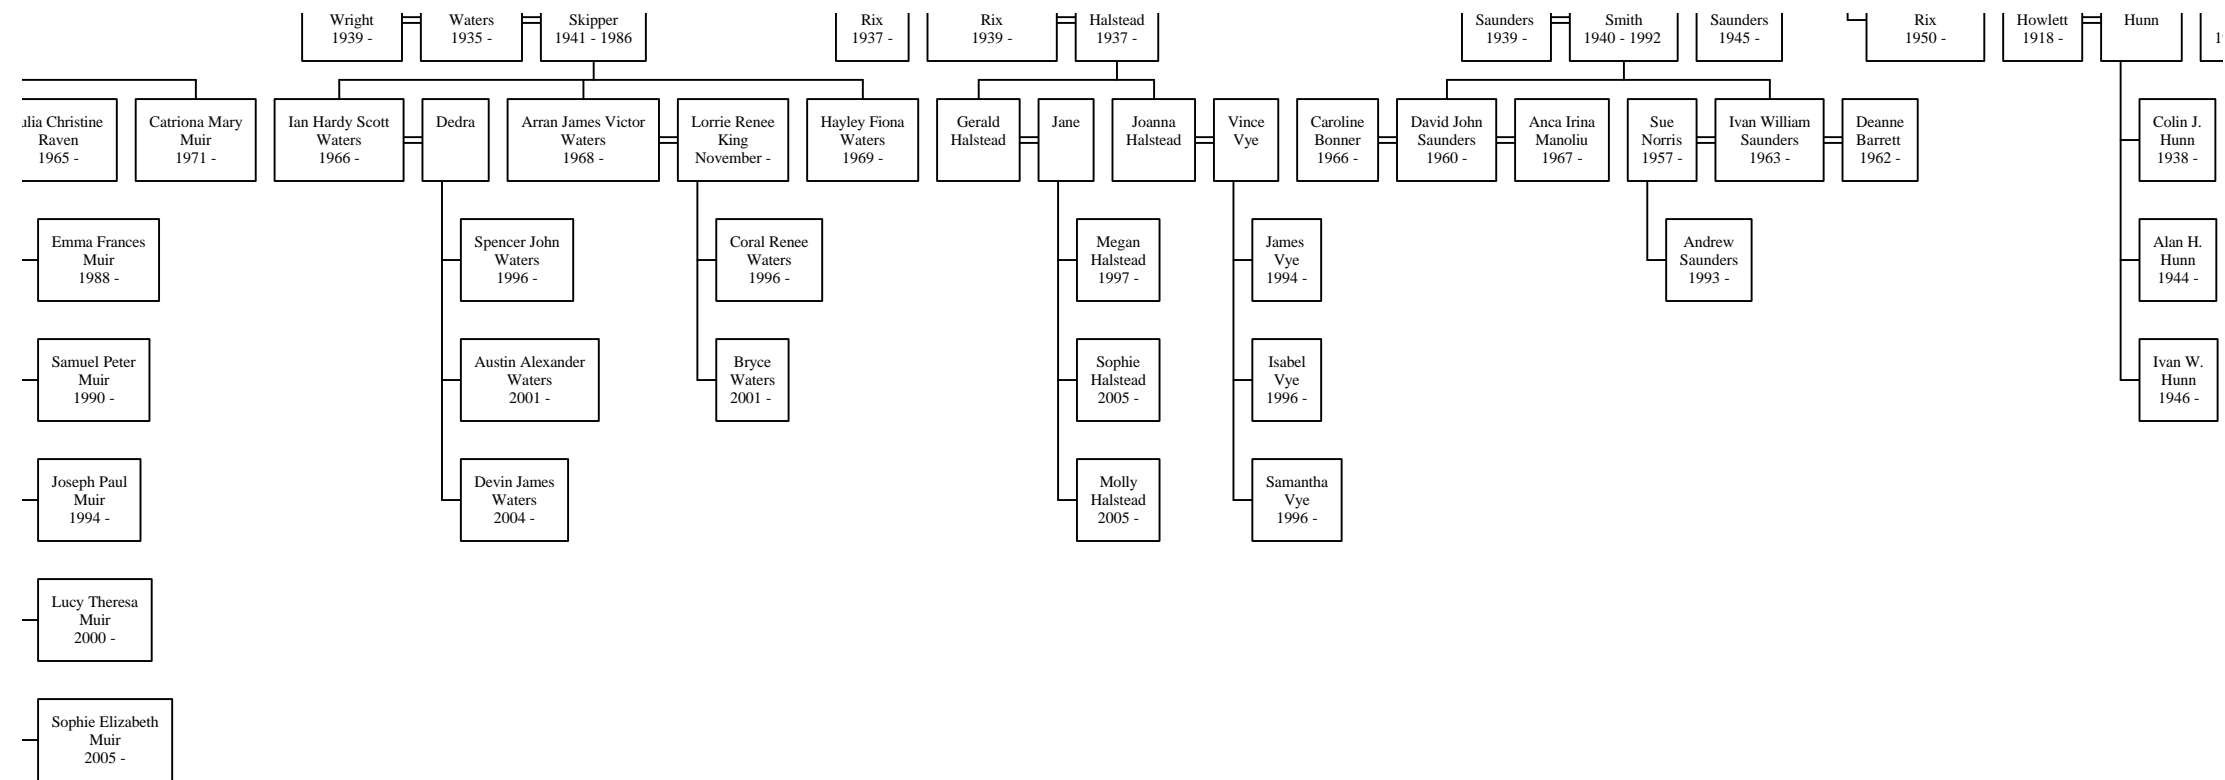 Wright
1939 -
Waters
1935 -
Skipper
1941 - 1986
Rix
1937 -
Rix
1939 -
Halstead
1937 -
Saunders
1939 -
Smith
1940 - 1992
Saunders
1945 -
Rix
1950 -
Howlett
1918 -
Hunn
ulia Christine
Raven
1965 -
Catriona Mary
Muir
1971 -
Ian Hardy Scott
Waters
1966 -
Dedra
Arran James Victor
Waters
1968 -
Lorrie Renee
King
November -
Hayley Fiona
Waters
1969 -
Gerald
Halstead
Jane
Joanna
Halstead
Vince
Vye
Caroline
Bonner
1966 -
David John
Saunders
1960 -
Anca Irina
Manoliu
1967 -
Sue
Norris
1957 -
Ivan William
Saunders
1963 -
Deanne
Barrett
1962 -
Colin J.
Hunn
1938 -
Emma Frances
Muir
1988 -
Spencer John
Waters
1996 -
Coral Renee
Waters
1996 -
Megan
Halstead
1997 -
James
Vye
1994 -
Andrew
Saunders
1993 -
Alan H.
Hunn
1944 -
Samuel Peter
Muir
1990 -
Austin Alexander
Waters
2001 -
Bryce
Waters
2001 -
Sophie
Halstead
2005 -
Isabel
Vye
1996 -
Ivan W.
Hunn
1946 -
Joseph Paul
Muir
1994 -
Devin James
Waters
2004 -
Molly
Halstead
2005 -
Samantha
Vye
1996 -
Lucy Theresa
Muir
2000 -
Sophie Elizabeth
Muir
2005 -